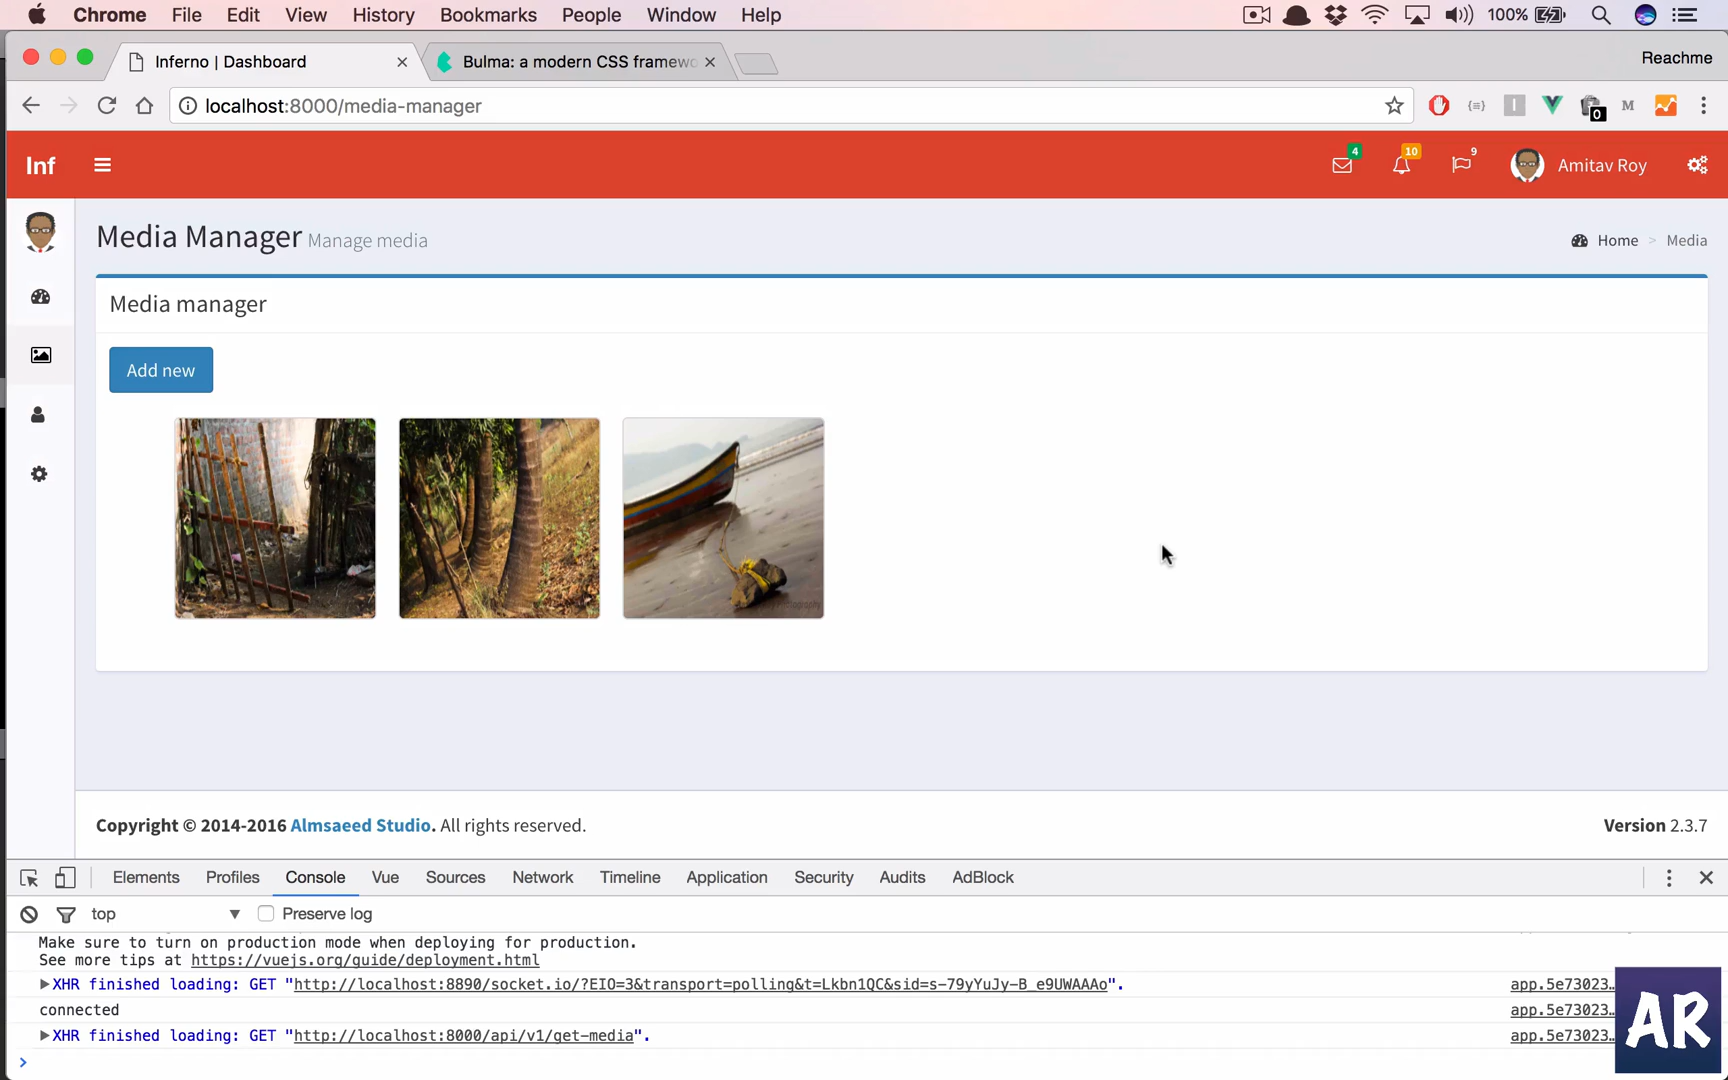 Chrome File Edit View History Bookmarks People Window Help 100%
Inferno | Dashboard Bulma: a modern CSS framewo Reachme
localhost:8000/media-manager 0 M
Inf 4 10 9 Amitav Roy
Media Manager Manage media Home > Media
Media manager
Add new
Copyright © 2014-2016 Almsaeed Studio. All rights reserved. Version 2.3.7
Elements Profiles Console Vue Sources Network Timeline Application Security Audits AdBlock
top Preserve log
Make sure to turn on production mode when deploying for production.
See more tips at https://vuejs.org/guide/deployment.html
XHR finished loading: GET "http://localhost:8890/socket.io/?EIO=3&transport=polling&t=Lkbn1QC&sid=s-79yYuJy-B_e9UWAAAo". app.5e73023…
connected app.5e73023…
XHR finished loading: GET "http://localhost:8000/api/v1/get-media". app.5e73023…
AR